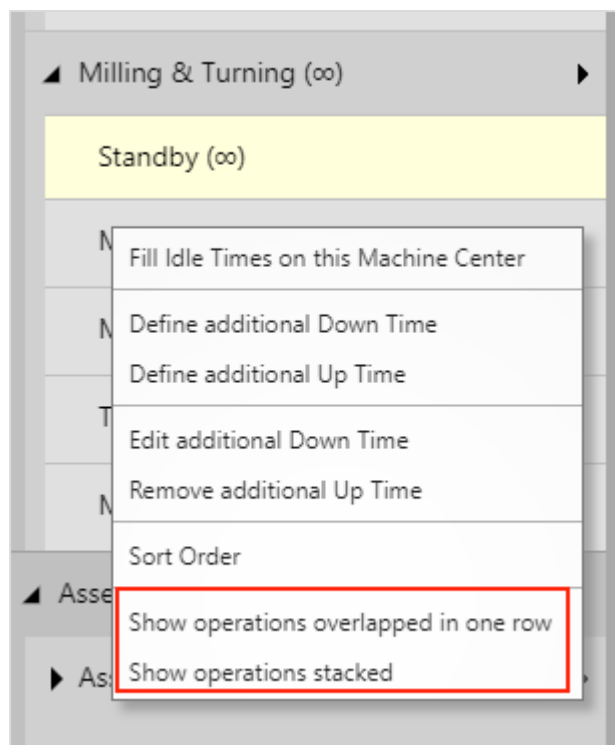 Milling & Turning (∞)
Standby (∞)
Fill Idle Times on this Machine Center
Define additional Down Time
Define additional Up Time
Edit additional Down Time
Remove additional Up Time
Sort Order
Show operations overlapped in one row
Show operations stacked